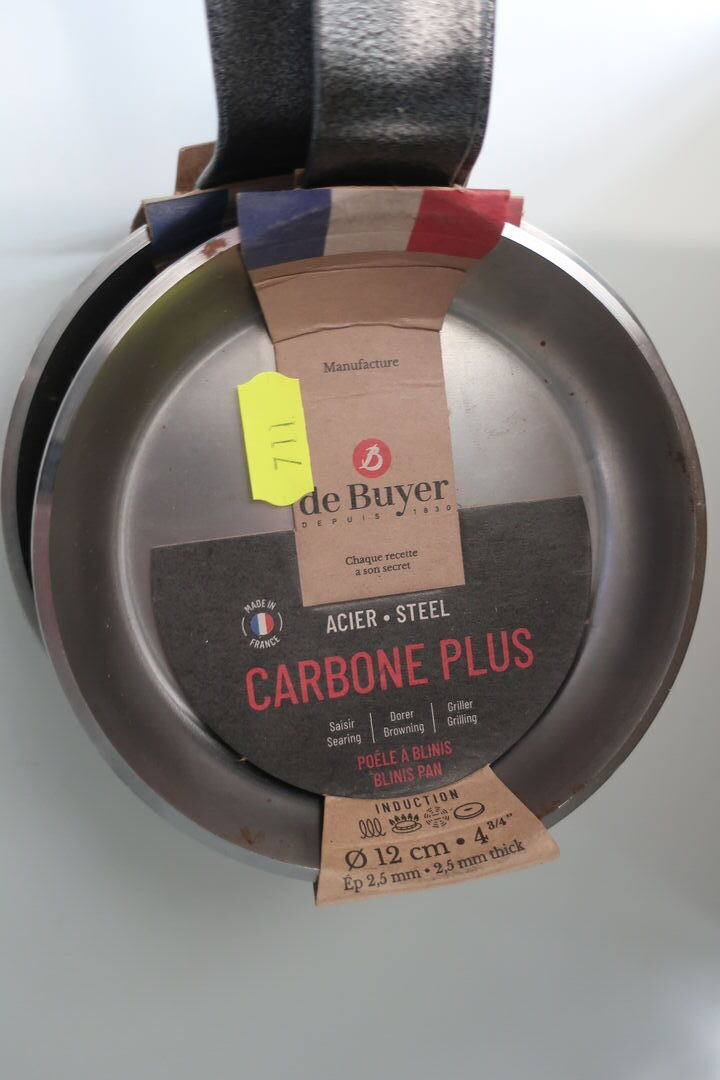 Manufacture
711
B
de Buyer
DEPUIS 1830
Chaque recette
a son secret
MADE IN
FRANCE
ACIER • STEEL
CARBONE PLUS
Saisir
Searing
Dorer
Browning
Griller
Grilling
POÊLE À BLINIS
BLINIS PAN
INDUCTION
Ø 12 cm • 4 3/4"
Ép 2,5 mm • 2,5 mm thick